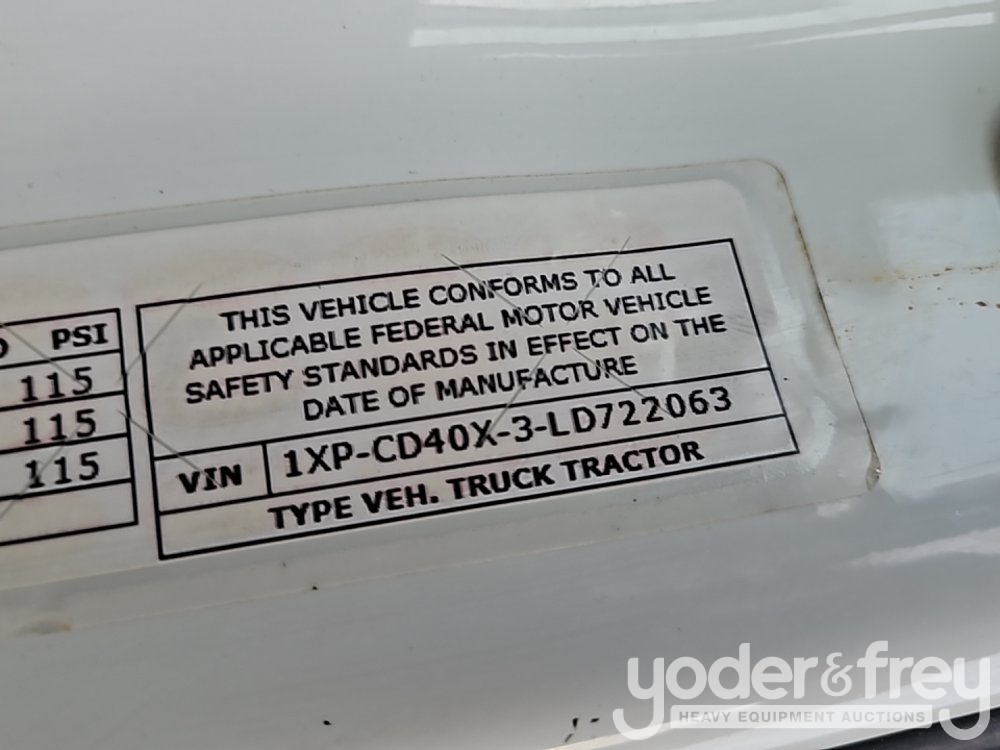 PSI
115
115
115
THIS VEHICLE CONFORMS TO ALL
APPLICABLE FEDERAL MOTOR VEHICLE
SAFETY STANDARDS IN EFFECT ON THE
DATE OF MANUFACTURE
VIN 1XP-CD40X-3-LD722063
TYPE VEH. TRUCK TRACTOR
yoder&frey
HEAVY EQUIPMENT AUCTIONS